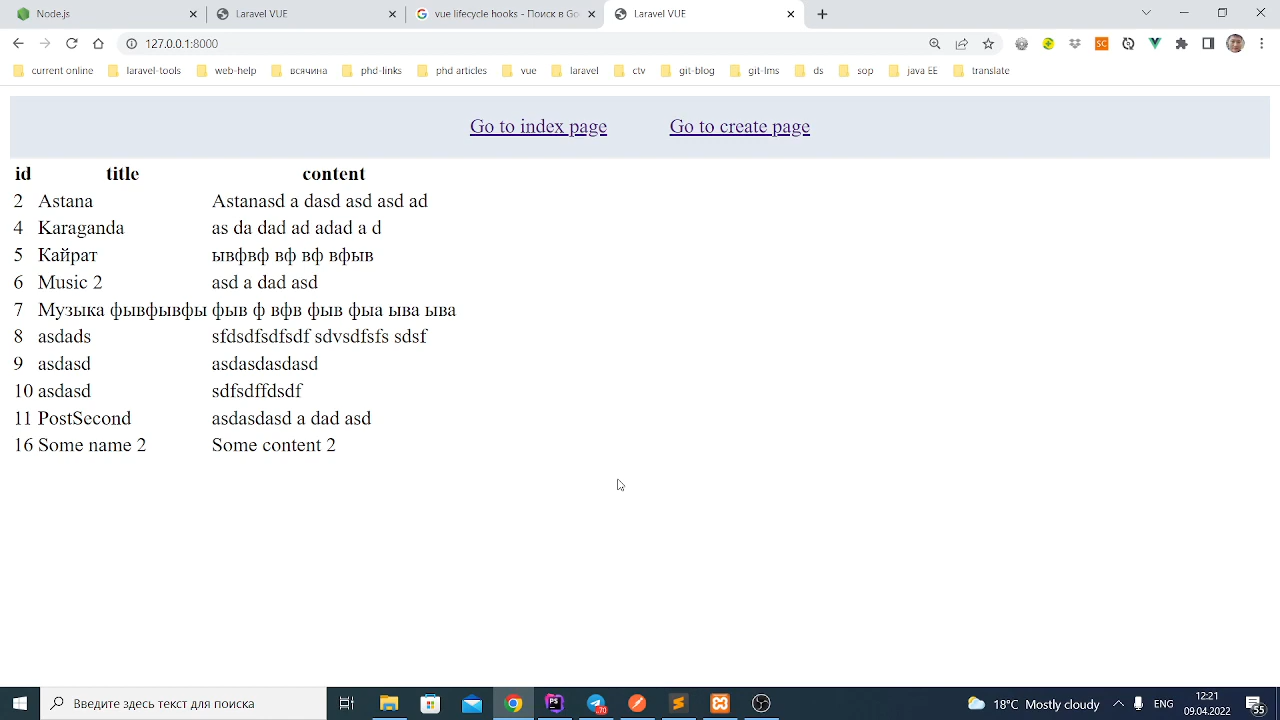 Node.js
Laravel VUE
vue lifecycle hooks - Поиск в Go
Laravel VUE
127.0.0.1:8000
SC
current online
laravel-tools
web-help
всячина
phd-links
phd articles
vue
laravel
ctv
git-blog
git-lms
ds
sop
java EE
translate
Go to index page
Go to create page
id title content
2 Astana Astanasd a dasd asd asd ad
4 Karaganda as da dad ad adad a d
5 Кайрат ывфвф вф вф вфыв
6 Music 2 asd a dad asd
7 Музыка фывфывфы фыв ф вфв фыв фыа ыва ыва
8 asdads sfdsdfsdfsdf sdvsdfsfs sdsf
9 asdasd asdasdasdasd
10 asdasd sdfsdffdsdf
11 PostSecond asdasdasd a dad asd
16 Some name 2 Some content 2
Введите здесь текст для поиска
PS
70
18°C Mostly cloudy
ENG
12:21
09.04.2022
55